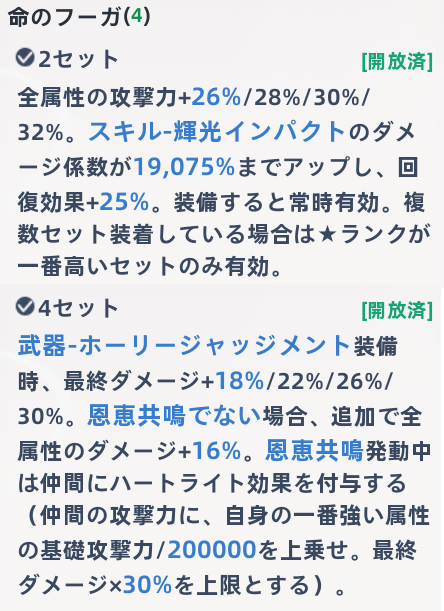 命のフーガ(4)
2セット [開放済]
全属性の攻撃力+26%/28%/30%/
32%。スキル-輝光インパクトのダメ
ージ係数が19,075%までアップし、回
復効果+25%。装備すると常時有効。複
数セット装着している場合は★ランクが
一番高いセットのみ有効。
4セット [開放済]
武器-ホーリージャッジメント装備
時、最終ダメージ+18%/22%/26%/
30%。恩恵共鳴でない場合、追加で全
属性のダメージ+16%。恩恵共鳴発動中
は仲間にハートライト効果を付与する
（仲間の攻撃力に、自身の一番強い属性
の基礎攻撃力/200000を上乗せ。最終
ダメージ×30%を上限とする）。